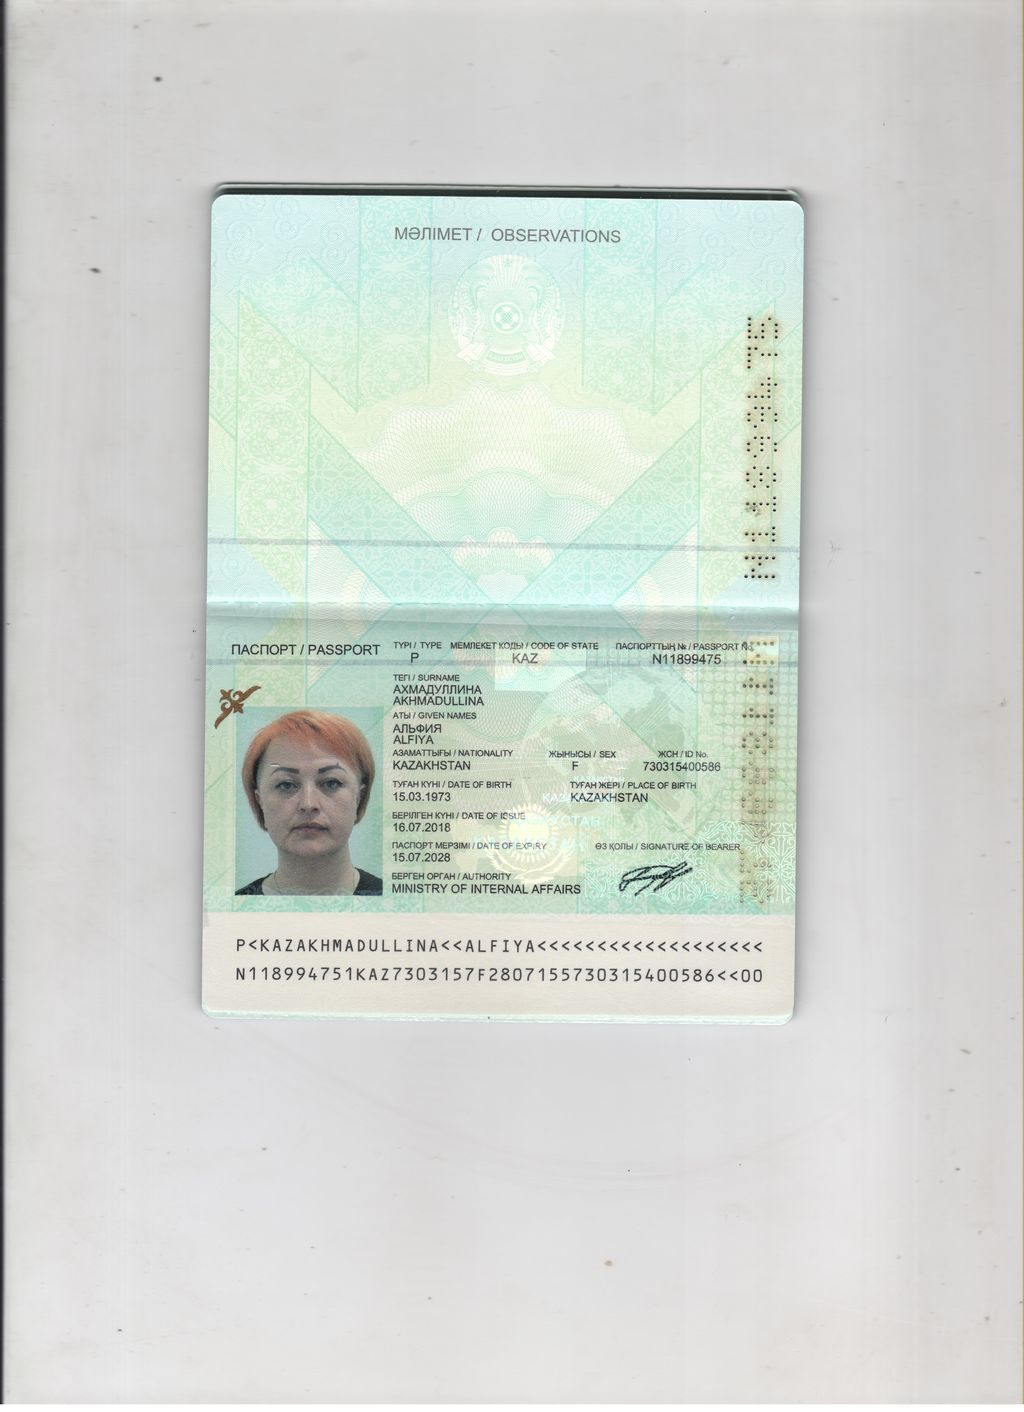 МӘЛІМЕТ / OBSERVATIONS
N11899475
ПАСПОРТ / PASSPORT
ТҮРІ / TYPE МЕМЛЕКЕТ КОДЫ / CODE OF STATE ПАСПОРТТЫҢ № / PASSPORT №
P KAZ N11899475
ТЕГІ / SURNAME
АХМАДУЛЛИНА
AKHMADULLINA
АТЫ / GIVEN NAMES
АЛЬФИЯ
ALFIYA
АЗАМАТТЫҒЫ / NATIONALITY ЖЫНЫСЫ / SEX ЖСН / ID No.
KAZAKHSTAN F 730315400586
ТУҒАН КҮНІ / DATE OF BIRTH ТУҒАН ЖЕРІ / PLACE OF BIRTH
15.03.1973 KAZAKHSTAN
БЕРІЛГЕН КҮНІ / DATE OF ISSUE
16.07.2018
ПАСПОРТ МЕРЗІМІ / DATE OF EXPIRY ӨЗ ҚОЛЫ / SIGNATURE OF BEARER
15.07.2028
БЕРГЕН ОРГАН / AUTHORITY
MINISTRY OF INTERNAL AFFAIRS
P<KAZAKHMADULLINA<<ALFIYA<<<<<<<<<<<<<<<<<<<
N118994751KAZ7303157F2807155730315400586<<00